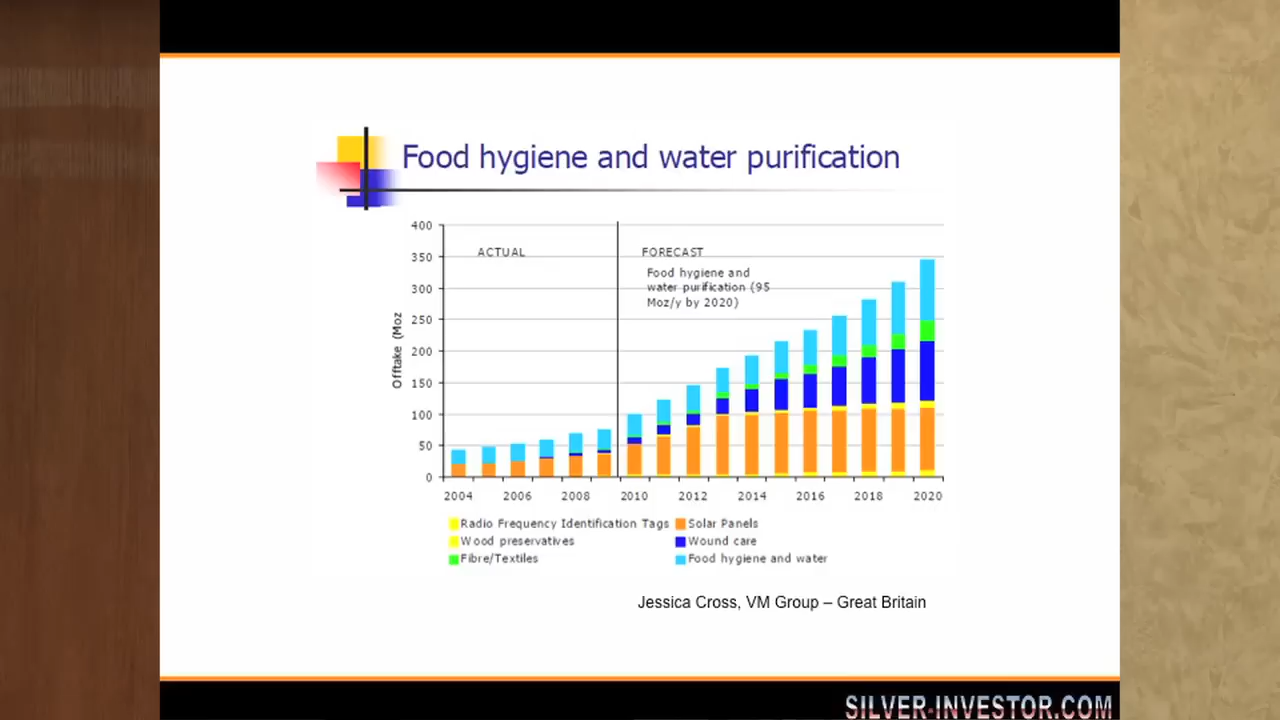 Food hygiene and water purification
400
350
300
250
200
150
100
50
0
Offtake (Moz
ACTUAL
FORECAST
Food hygiene and
water purification (95
Moz/y by 2020)
2004 2006 2008 2010 2012 2014 2016 2018 2020
Radio Frequency Identification Tags Solar Panels
Wood preservatives Wound care
Fibre/Textiles Food hygiene and water
Jessica Cross, VM Group – Great Britain
SILVER-INVESTOR.COM